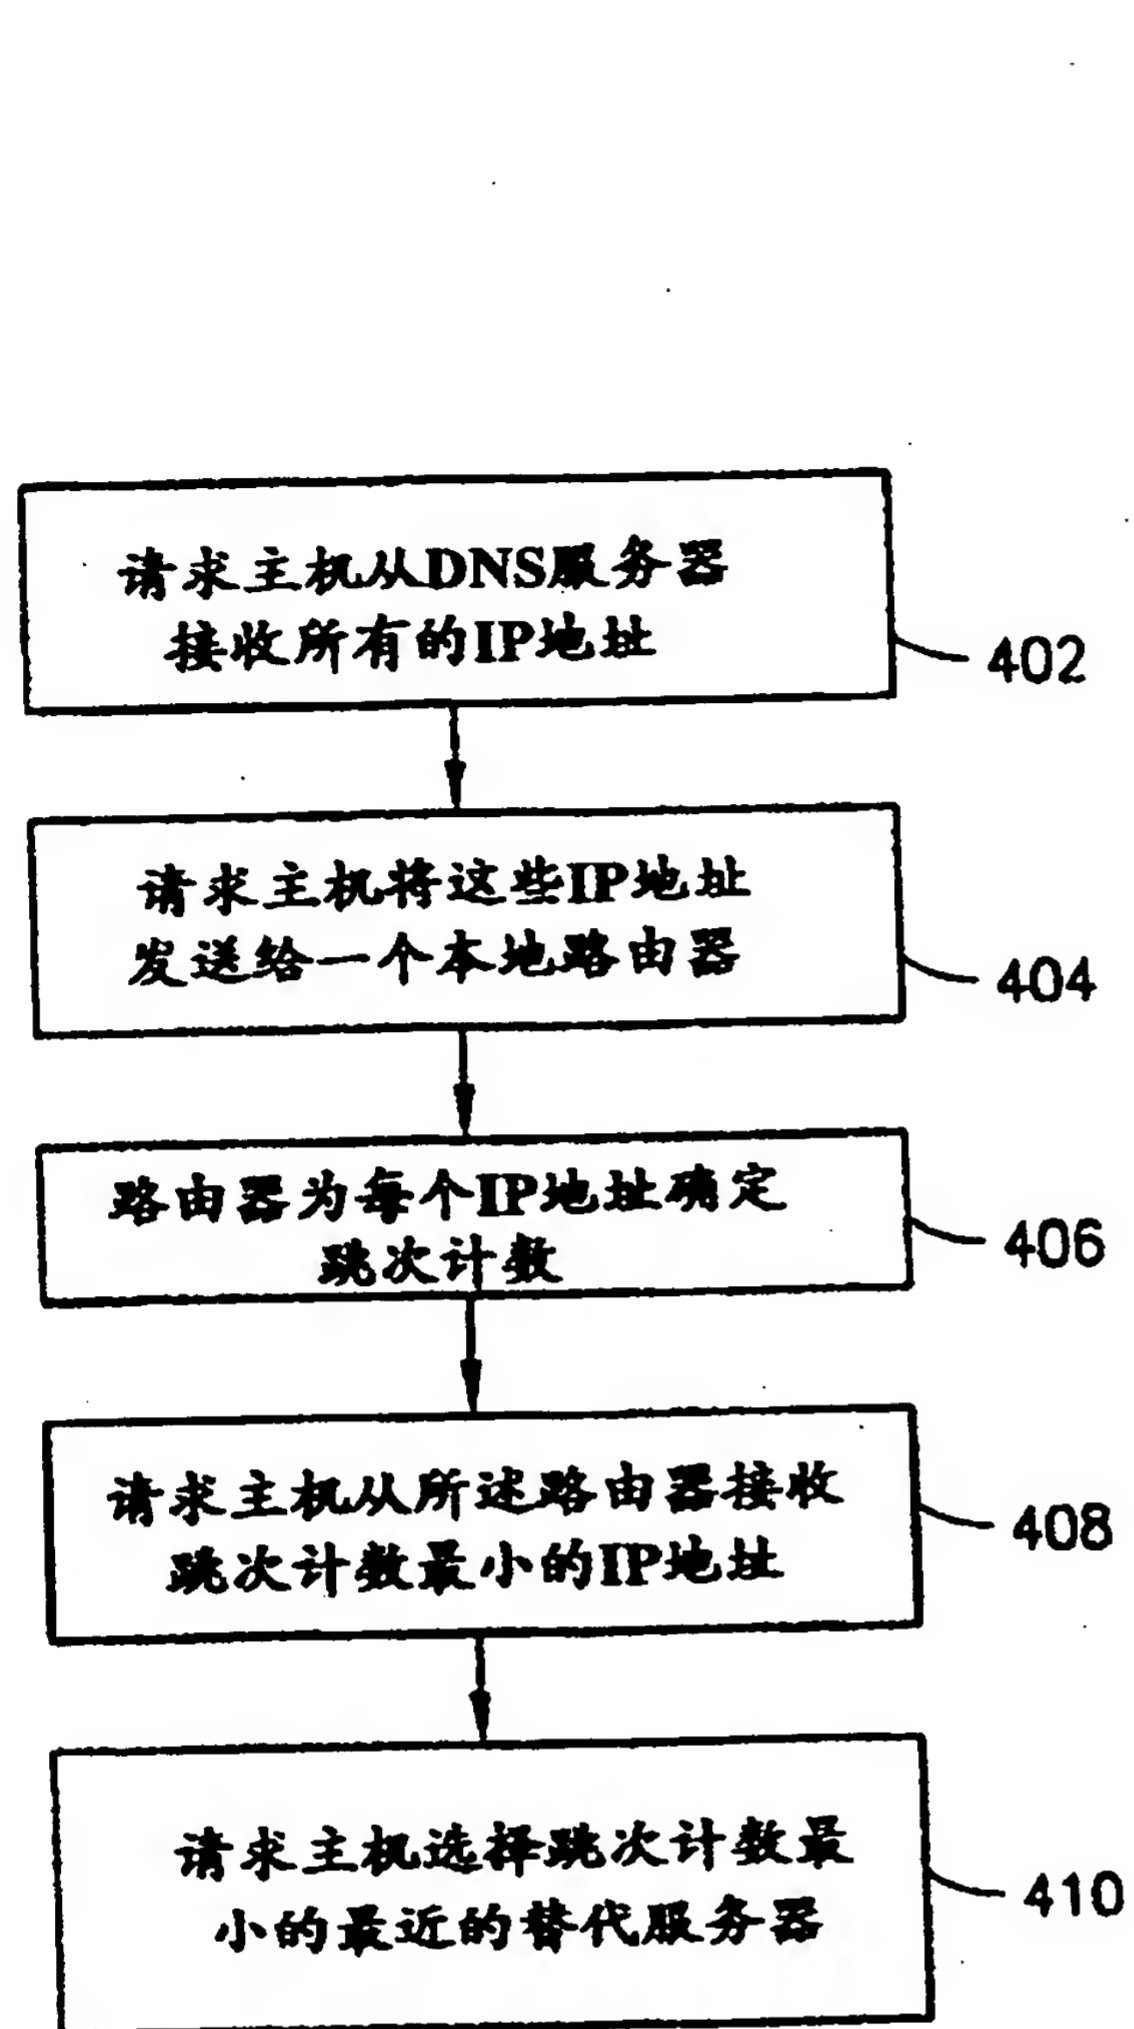 请求主机从DNS服务器
接收所有的IP地址
402
请求主机将这些IP地址
发送给一个本地路由器
404
路由器为每个IP地址确定
跳次计数
406
请求主机从所述路由器接收
跳次计数最小的IP地址
408
请求主机选择跳次计数最
小的最近的替代服务器
410